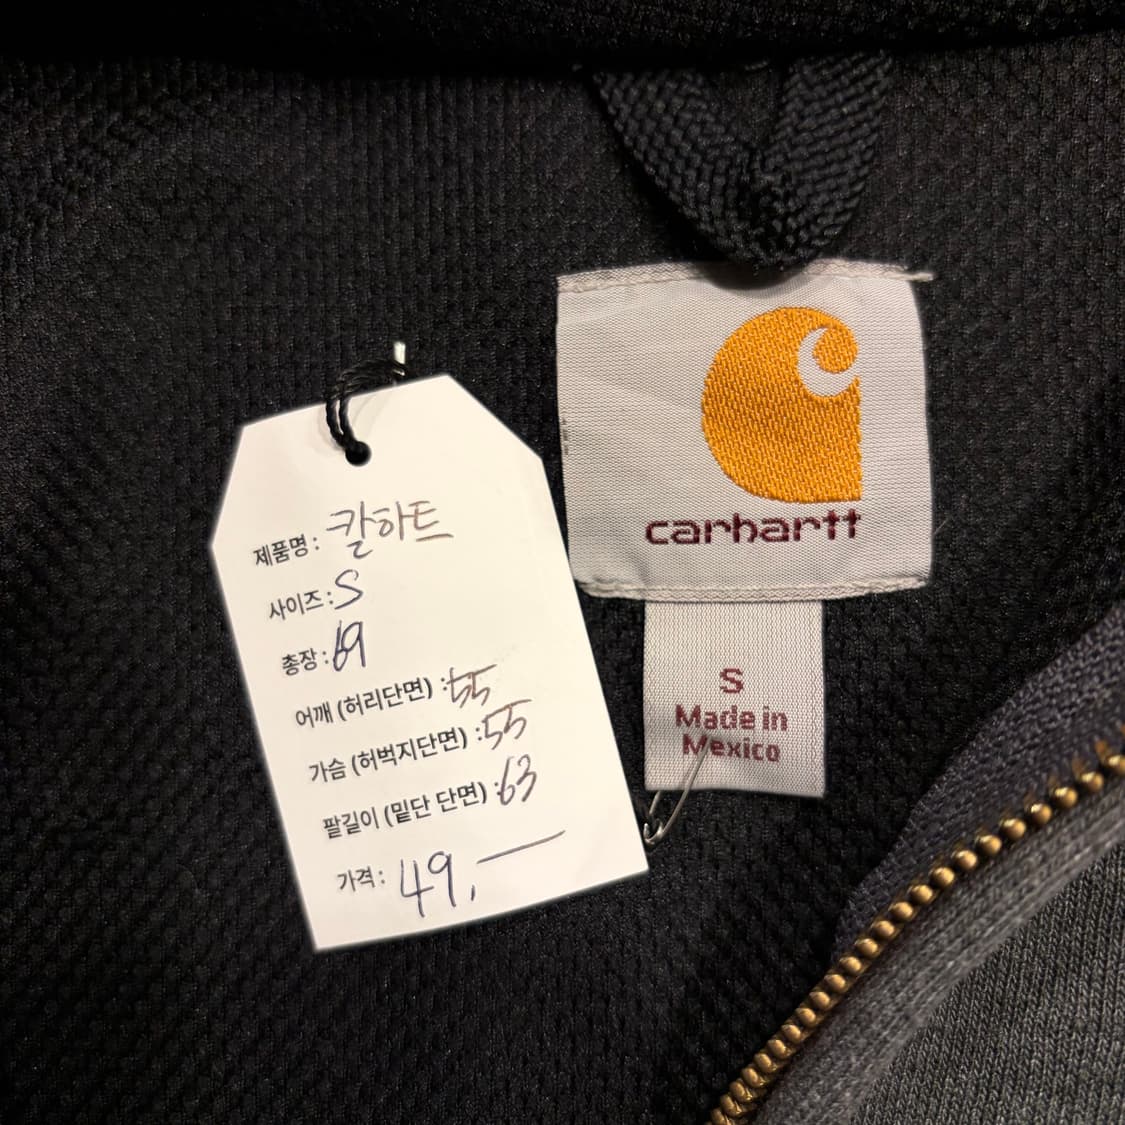 제품명 : 칼하트
사이즈 : S
총장 : 69
어깨 (허리단면) : 55
가슴 (허벅지단면) : 55
팔길이 (밑단 단면) : 63
가격 : 49,—
carhartt
S
Made in
Mexico